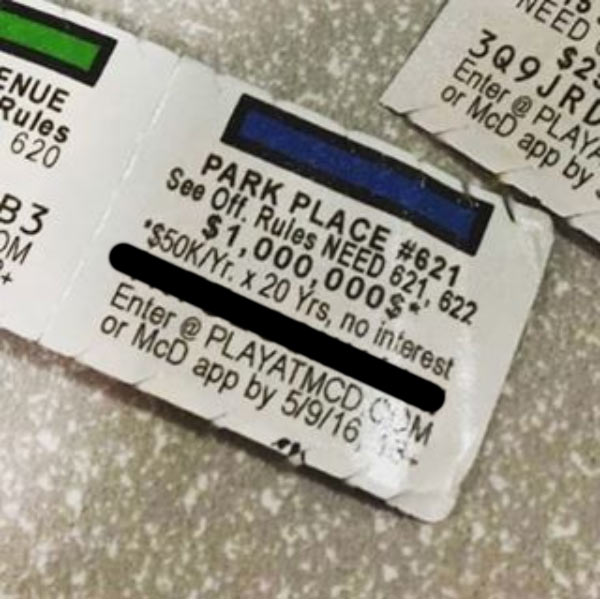 ENUE
Rules
620
B3
OM
PARK PLACE #621
See Off. Rules NEED 621, 622
$1,000,000$*
*$50K/Yr. x 20 Yrs, no interest
Enter @ PLAYATMCD.COM
or McD app by 5/9/16, 13+
NEED
$25
3Q9JRD
Enter @ PLAYA
or McD app by